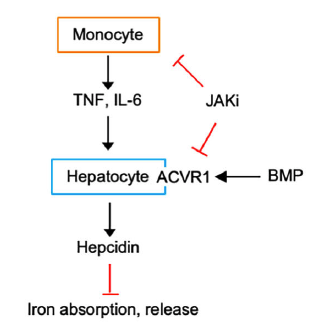 Monocyte
TNF, IL-6
JAKi
Hepatocyte ACVR1
BMP
Hepcidin
Iron absorption, release